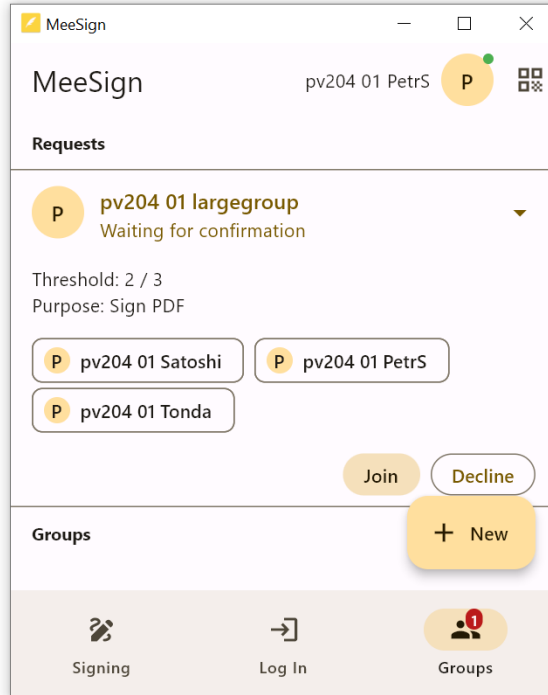 MeeSign
MeeSign
pv204 01 PetrS P
Requests
P pv204 01 largegroup
Waiting for confirmation
Threshold: 2 / 3
Purpose: Sign PDF
P pv204 01 Satoshi P pv204 01 PetrS
P pv204 01 Tonda
Join Decline
Groups
+ New
1
Signing Log In Groups